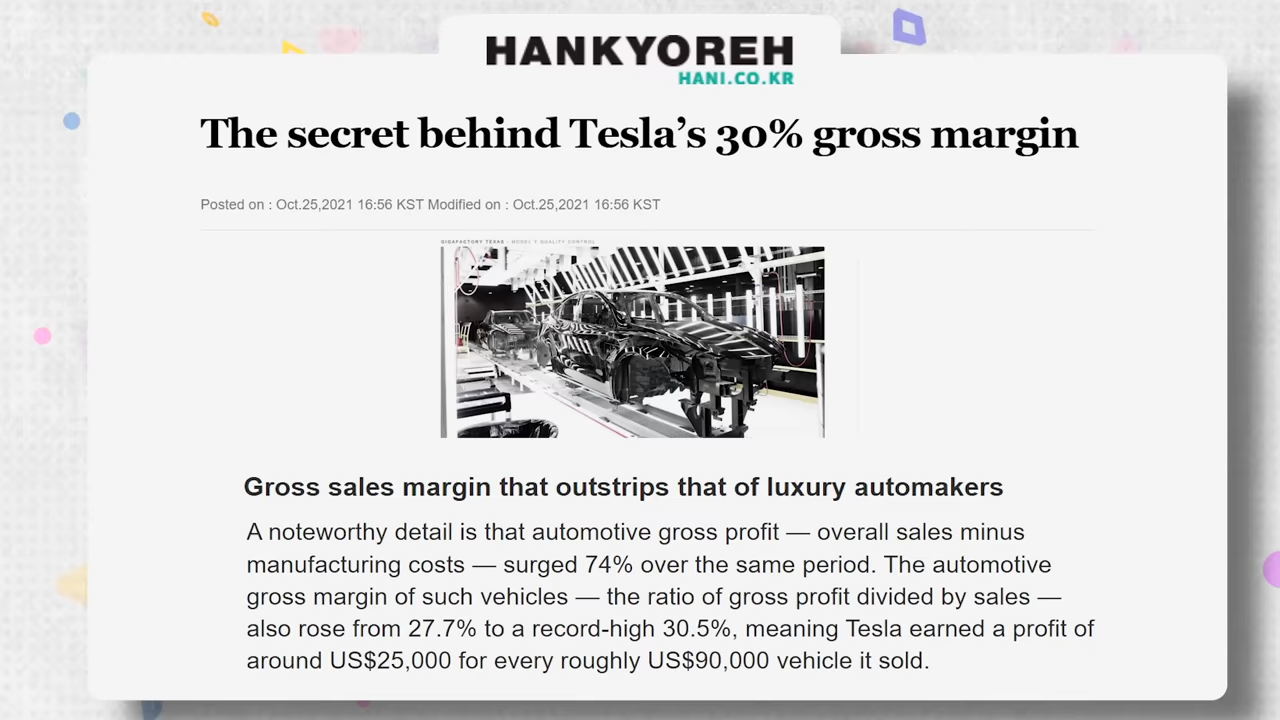 HANKYOREH
HANI.CO.KR
The secret behind Tesla’s 30% gross margin
Posted on : Oct.25,2021 16:56 KST Modified on : Oct.25,2021 16:56 KST
GIGAFACTORY TEXAS - MODEL Y QUALITY CONTROL
Gross sales margin that outstrips that of luxury automakers
A noteworthy detail is that automotive gross profit — overall sales minus
manufacturing costs — surged 74% over the same period. The automotive
gross margin of such vehicles — the ratio of gross profit divided by sales —
also rose from 27.7% to a record-high 30.5%, meaning Tesla earned a profit of
around US$25,000 for every roughly US$90,000 vehicle it sold.